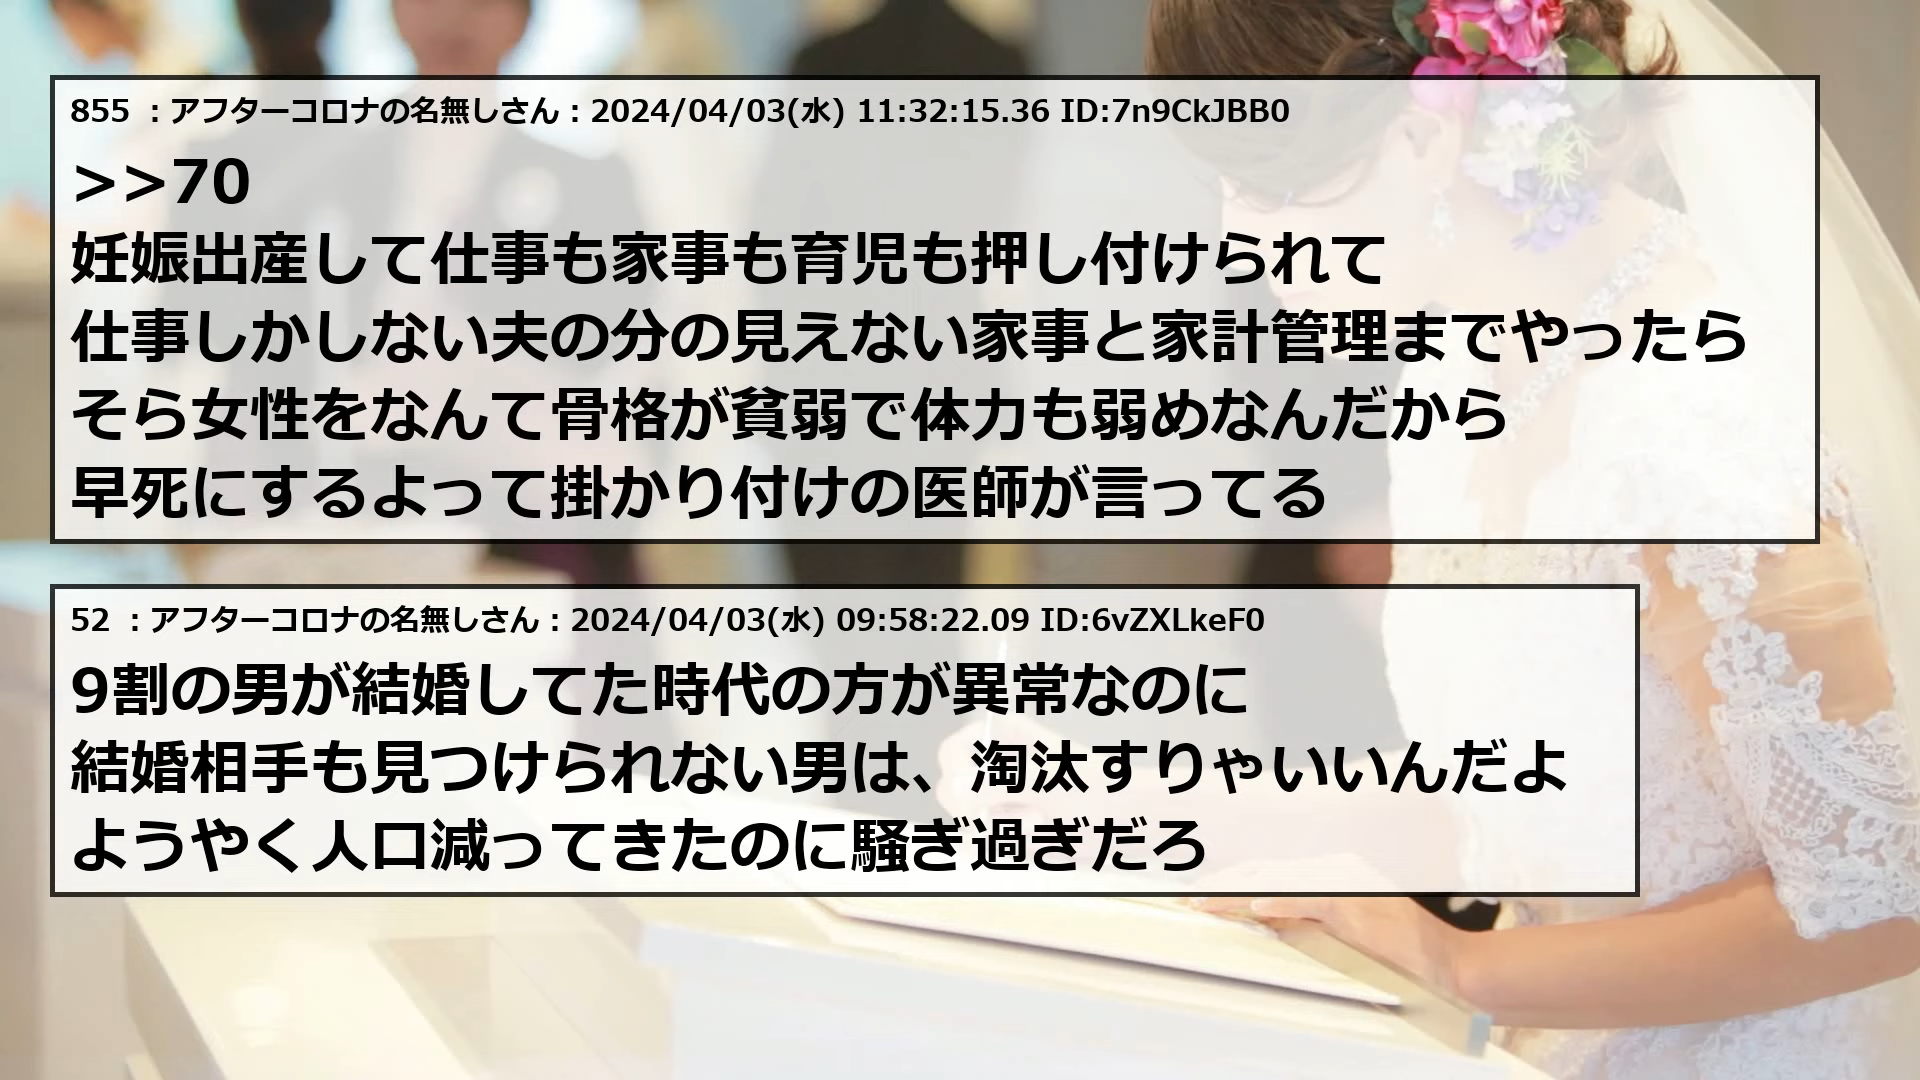 855 ：アフターコロナの名無しさん：2024/04/03(水) 11:32:15.36 ID:7n9CkJBB0
>>70
妊娠出産して仕事も家事も育児も押し付けられて
仕事しかしない夫の分の見えない家事と家計管理までやったら
そら女性をなんて骨格が貧弱で体力も弱めなんだから
早死にするよって掛かり付けの医師が言ってる
52 ：アフターコロナの名無しさん：2024/04/03(水) 09:58:22.09 ID:6vZXLkeF0
9割の男が結婚してた時代の方が異常なのに
結婚相手も見つけられない男は、淘汰すりゃいいんだよ
ようやく人口減ってきたのに騒ぎ過ぎだろ